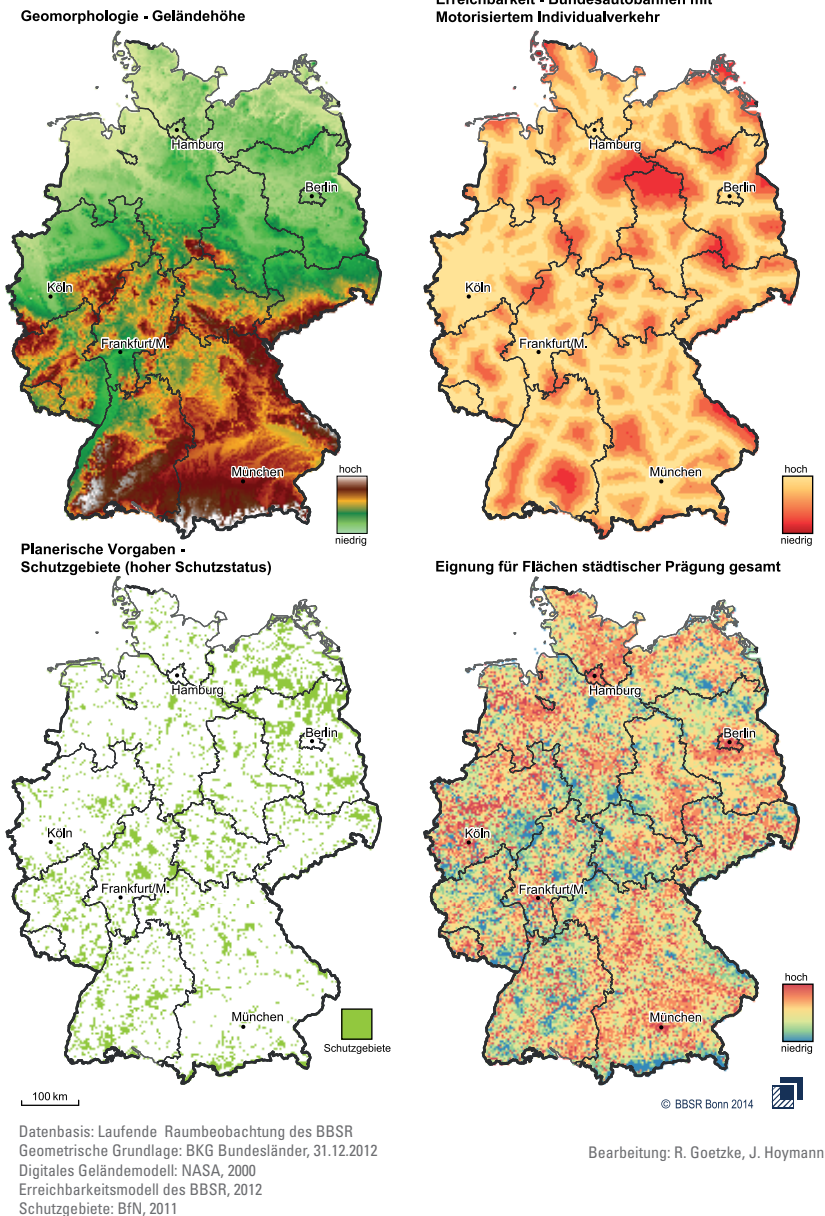 Geomorphologie - Geländehöhe
Hamburg
Berlin
Köln
Frankfurt/M.
München
hoch
niedrig
Erreichbarkeit - Bundesautobahnen mit
Motorisiertem Individualverkehr
Hamburg
Berlin
Köln
Frankfurt/M.
München
hoch
niedrig
Planerische Vorgaben -
Schutzgebiete (hoher Schutzstatus)
Hamburg
Berlin
Köln
Frankfurt/M.
München
Schutzgebiete
100 km
Eignung für Flächen städtischer Prägung gesamt
Hamburg
Berlin
Köln
Frankfurt/M.
München
hoch
niedrig
© BBSR Bonn 2014
Datenbasis: Laufende Raumbeobachtung des BBSR
Geometrische Grundlage: BKG Bundesländer, 31.12.2012
Digitales Geländemodell: NASA, 2000
Erreichbarkeitsmodell des BBSR, 2012
Schutzgebiete: BfN, 2011
Bearbeitung: R. Goetzke, J. Hoymann